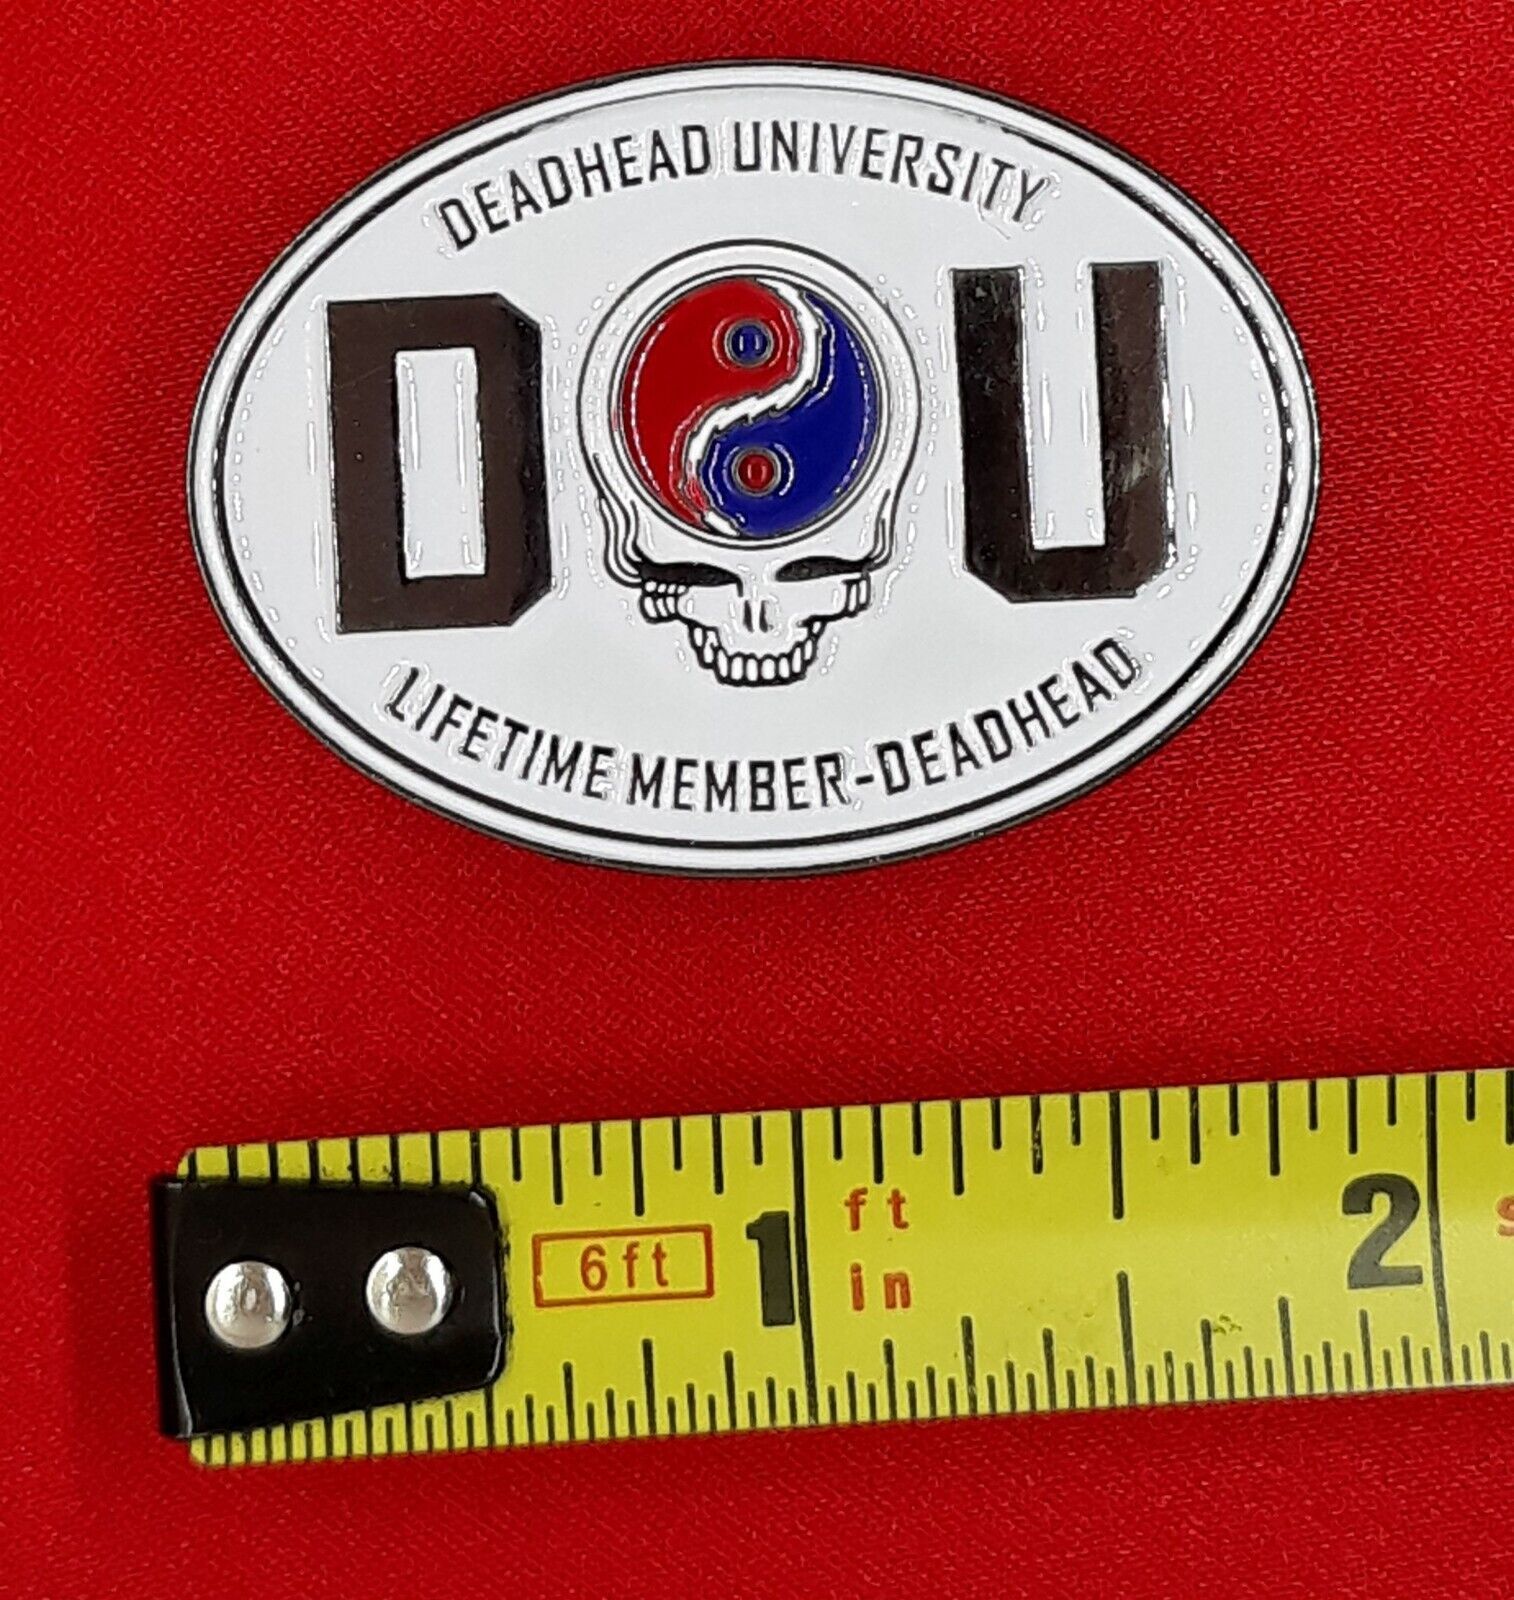 DEADHEAD UNIVERSITY
D U
LIFETIME MEMBER-DEADHEAD
6ft 1 ft 2
in